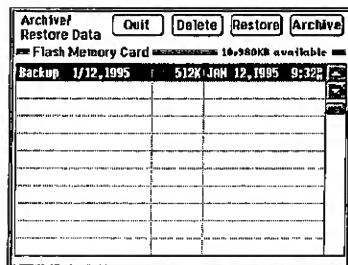 Archive/
Restore Data
Quit
Delete
Restore
Archive
Flash Memory Card
10,980KB available
Backup 1/12,1995 512K JAN 12,1995 9:32